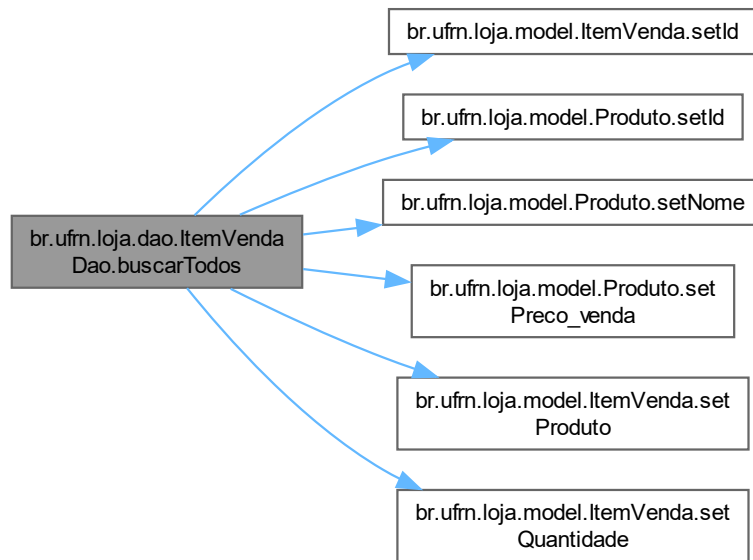 br.ufrn.loja.model.ItemVenda.setId
br.ufrn.loja.model.Produto.setId
br.ufrn.loja.model.Produto.setNome
br.ufrn.loja.dao.ItemVenda
Dao.buscarTodos
br.ufrn.loja.model.Produto.set
Preco_venda
br.ufrn.loja.model.ItemVenda.set
Produto
br.ufrn.loja.model.ItemVenda.set
Quantidade